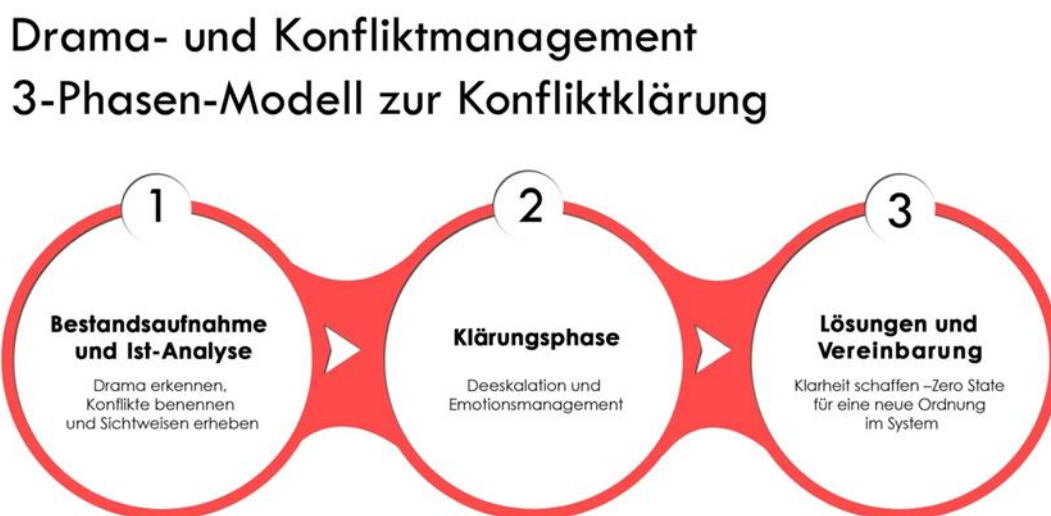 Drama- und Konfliktmanagement
3-Phasen-Modell zur Konfliktklärung
1
Bestandsaufnahme
und Ist-Analyse
Drama erkennen,
Konflikte benennen
und Sichtweisen erheben
2
Klärungsphase
Deeskalation und
Emotionsmanagement
3
Lösungen und
Vereinbarung
Klarheit schaffen –Zero State
für eine neue Ordnung
im System